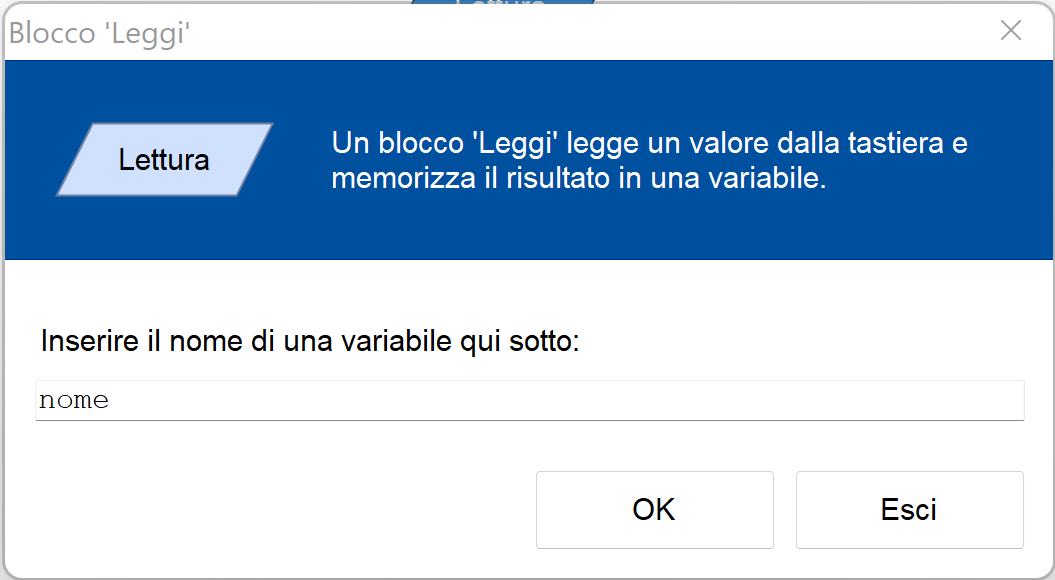 Blocco 'Leggi'
Lettura
Un blocco 'Leggi' legge un valore dalla tastiera e
memorizza il risultato in una variabile.
Inserire il nome di una variabile qui sotto:
nome
OK
Esci